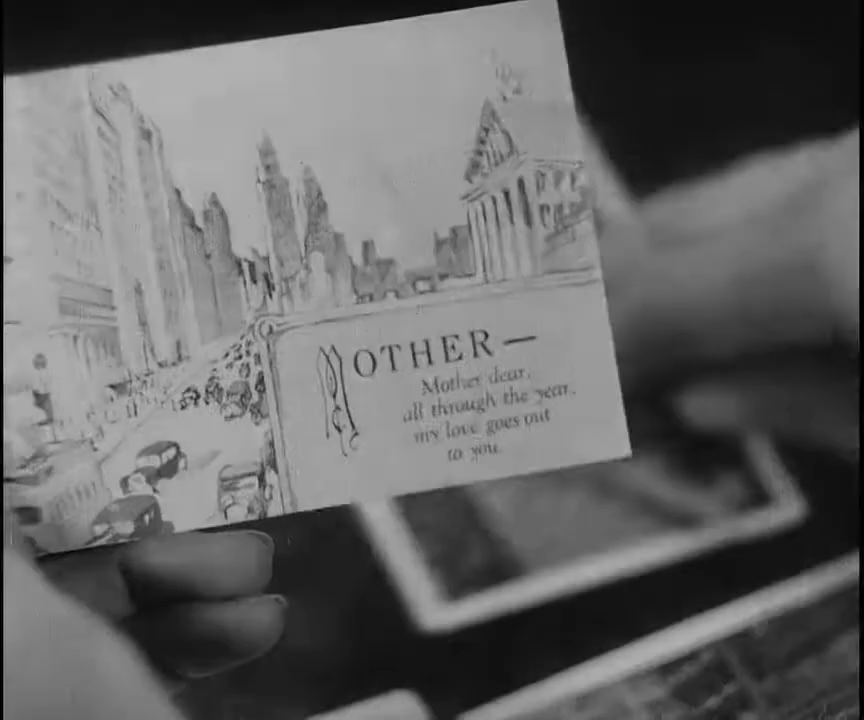 MOTHER—
Mother dear,
all through the year,
my love goes out
to you.